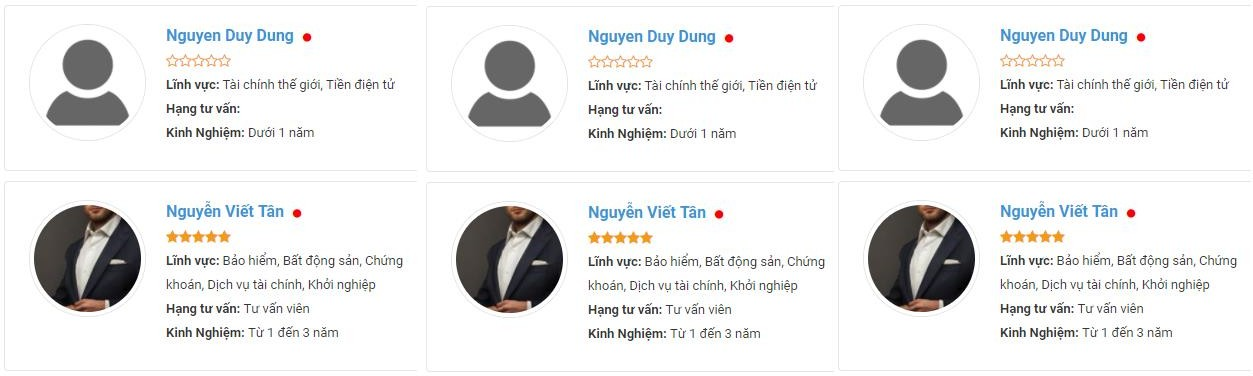 Nguyen Duy Dung
Lĩnh vực: Tài chính thế giới, Tiền điện tử
Hạng tư vấn:
Kinh Nghiệm: Dưới 1 năm
Nguyen Duy Dung
Lĩnh vực: Tài chính thế giới, Tiền điện tử
Hạng tư vấn:
Kinh Nghiệm: Dưới 1 năm
Nguyen Duy Dung
Lĩnh vực: Tài chính thế giới, Tiền điện tử
Hạng tư vấn:
Kinh Nghiệm: Dưới 1 năm
Nguyễn Viết Tân
Lĩnh vực: Bảo hiểm, Bất động sản, Chứng
khoán, Dịch vụ tài chính, Khởi nghiệp
Hạng tư vấn: Tư vấn viên
Kinh Nghiệm: Từ 1 đến 3 năm
Nguyễn Viết Tân
Lĩnh vực: Bảo hiểm, Bất động sản, Chứng
khoán, Dịch vụ tài chính, Khởi nghiệp
Hạng tư vấn: Tư vấn viên
Kinh Nghiệm: Từ 1 đến 3 năm
Nguyễn Viết Tân
Lĩnh vực: Bảo hiểm, Bất động sản, Chứng
khoán, Dịch vụ tài chính, Khởi nghiệp
Hạng tư vấn: Tư vấn viên
Kinh Nghiệm: Từ 1 đến 3 năm